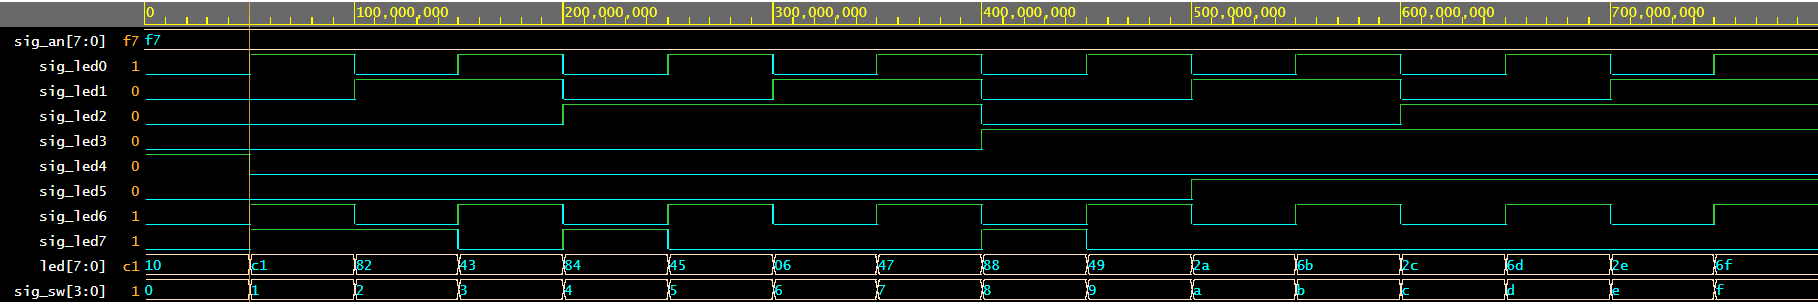 0 100,000,000 200,000,000 300,000,000 400,000,000 500,000,000 600,000,000 700,000,000
sig_an[7:0] f7 f7
sig_led0 1
sig_led1 0
sig_led2 0
sig_led3 0
sig_led4 0
sig_led5 0
sig_led6 1
sig_led7 1
led[7:0] c1 10 c1 82 43 84 45 06 47 88 49 2a 6b 2c 6d 2e 6f
sig_sw[3:0] 1 0 1 2 3 4 5 6 7 8 9 a b c d e f